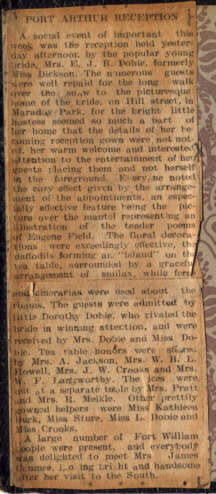 PORT ARTHUR RECEPTION
A social event of important this
week was the reception held yester-
day afternoon by the popular young
bride, Mrs. E. J. B. Dobie, formerly
Miss Dickson. The numerous guests
were well repaid for the long walk
over the snow to the picturesque
home of the bride, on Hill street, in
Mariday Park, for the bright little
hostess seemed so much a part of
her home that the details of her be-
coming reception gown were not not-
ed, her warm welcome and interested
attention to the entertainment of her
guests placing them and not herself
in the foreground. Every one noted
the cosy effect given by the arrange-
ment of the appointments, an espec-
ially effective feature being the pic-
ture over the mantel representing an
illustration of the tender poems
of Eugene Field. The floral decora-
tions were exceedingly effective,
daffodils forming an "island" on the
tea table, surrounded by a graceful
arrangement of smilax, while ferns
and cinerarias were used about the
rooms. The guests were admitted by
little Dorothy Dobie, who rivaled the
bride in winning attention, and were
received by Mrs. Dobie and Miss Do-
bie. Tea table honors were shared
by Mrs. A. Jackson, Mrs. W. B. L.
Howell, Mrs. J. W. Crooks and Mrs.
W. F. Langworthy. The ices were
cut at a separate table by Mrs. Pruit
Mrs. R. Meikle. Other prettily
gowned helpers were Miss Kathleen
Burk, Miss Sture, Miss L. Dobie and
Miss Crooks.
A large number of Fort William
people were present, and everybody
was delighted to meet Mrs. James
looking bright and handsome
after her visit to the South.